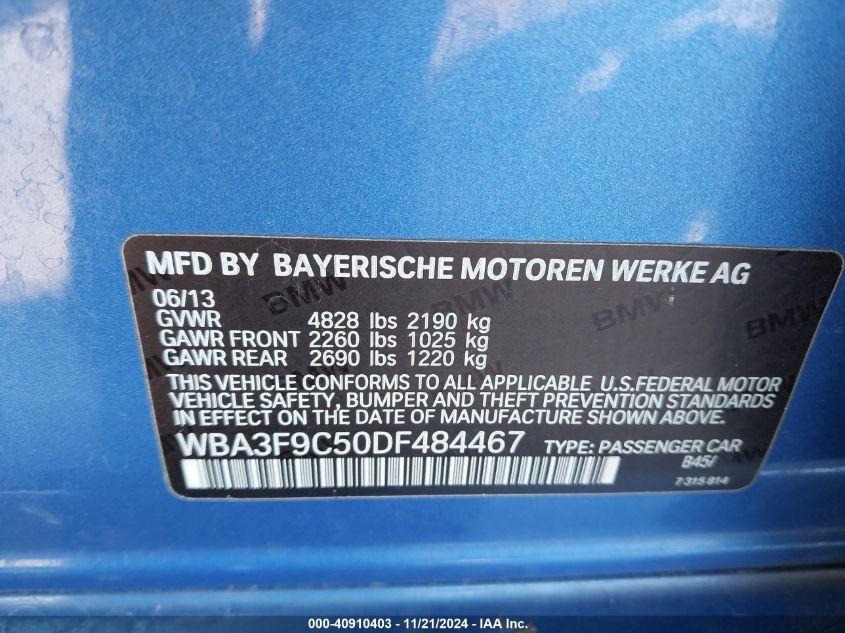 MFD BY BAYERISCHE MOTOREN WERKE AG
06/13
GVWR 4828 lbs 2190 kg
GAWR FRONT 2260 lbs 1025 kg
GAWR REAR 2690 lbs 1220 kg
THIS VEHICLE CONFORMS TO ALL APPLICABLE U.S.FEDERAL MOTOR
VEHICLE SAFETY, BUMPER AND THEFT PREVENTION STANDARDS
IN EFFECT ON THE DATE OF MANUFACTURE SHOWN ABOVE.
WBA3F9C50DF484467 TYPE: PASSENGER CAR
B45/
7 315 814
BMW
BMW
BMW
000-40910403 - 11/21/2024 - IAA Inc.